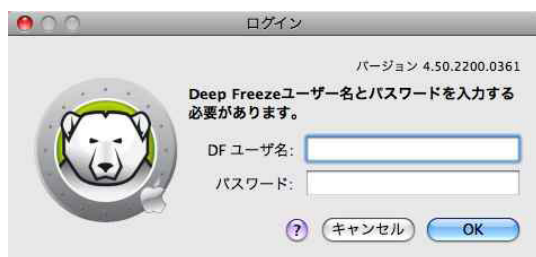 ログイン
バージョン 4.50.2200.0361
Deep Freezeユーザー名とパスワードを入力する
必要があります。
DF ユーザ名:
パスワード:
?
キャンセル
OK